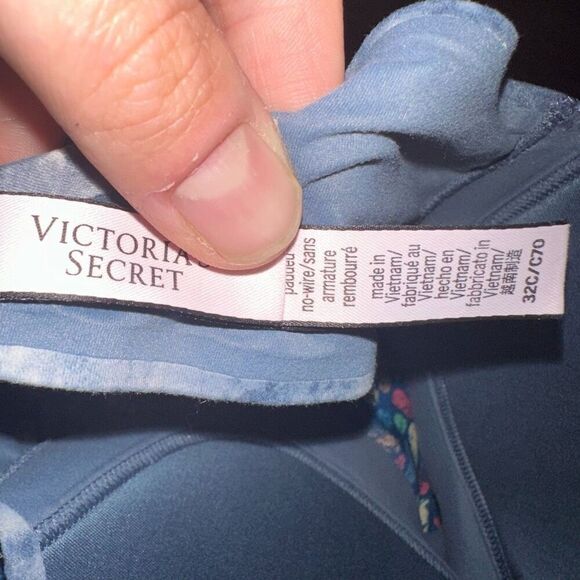 VICTORIA'S
SECRET
padded
no-wire/sans
armature
rembourré
made in
Vietnam/
fabriqué au
Vietnam/
hecho en
Vietnam/
fabbricato in
Vietnam/
越南制造
32C/C70